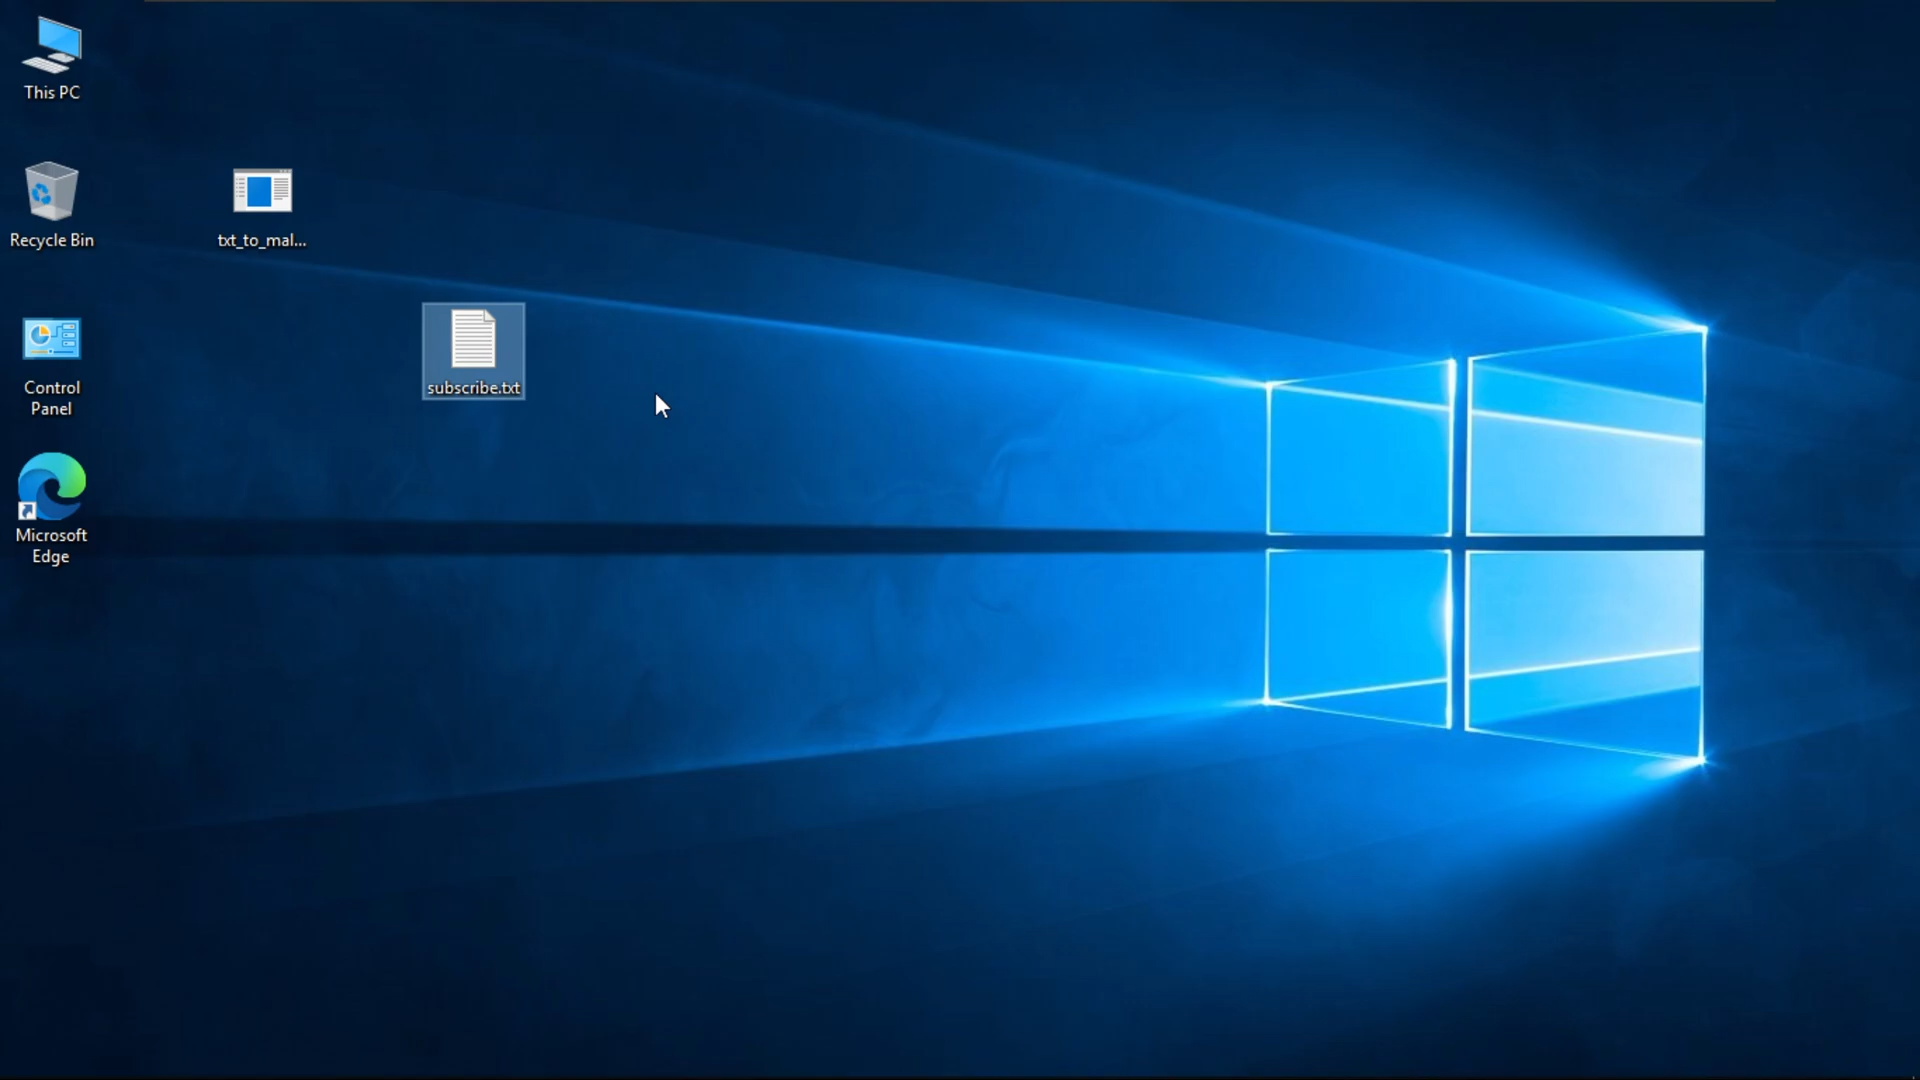 This PC
Recycle Bin
txt_to_mal...
subscribe.txt
Control
Panel
Microsoft
Edge